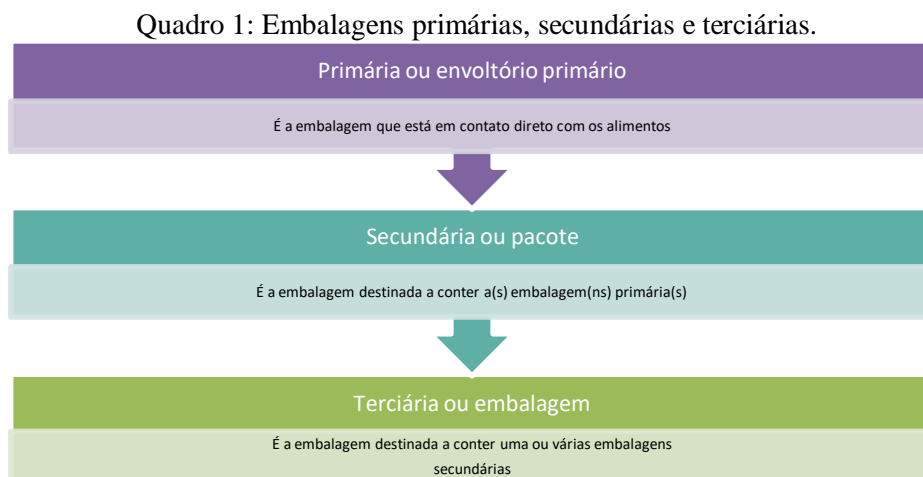 Quadro 1: Embalagens primárias, secundárias e terciárias.
Primária ou envoltório primário
É a embalagem que está em contato direto com os alimentos
Secundária ou pacote
É a embalagem destinada a conter a(s) embalagem(ns) primária(s)
Terciária ou embalagem
É a embalagem destinada a conter uma ou várias embalagens
secundárias